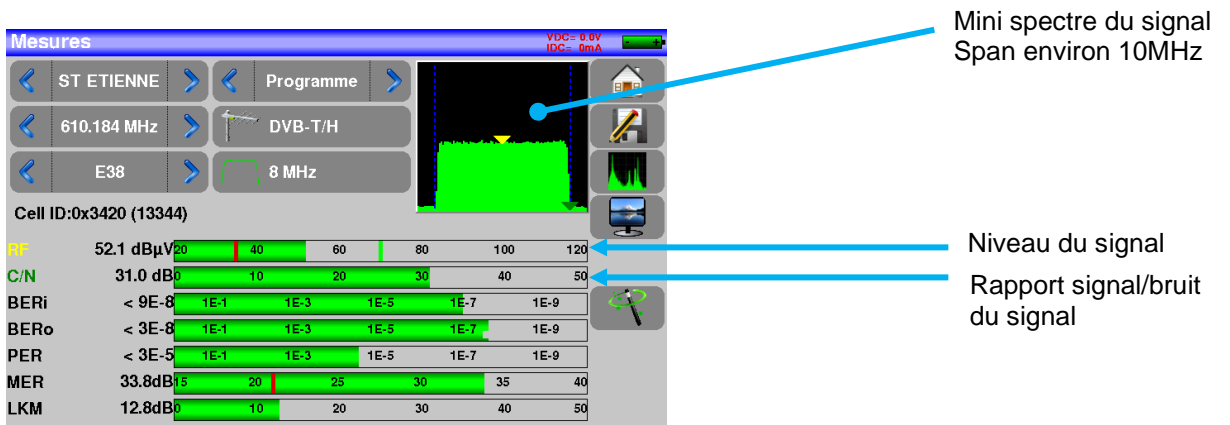 Mesures
VDC= 0.0V
IDC= 0mA
- +
ST ETIENNE
Programme
610.184 MHz
DVB-T/H
E38
8 MHz
Cell ID:0x3420 (13344)
RF 52.1 dBµV 20 40 60 80 100 120
C/N 31.0 dB 0 10 20 30 40 50
BERi < 9E-8 1E-1 1E-3 1E-5 1E-7 1E-9
BERo < 3E-8 1E-1 1E-3 1E-5 1E-7 1E-9
PER < 3E-5 1E-1 1E-3 1E-5 1E-7 1E-9
MER 33.8dB 15 20 25 30 35 40
LKM 12.8dB 0 10 20 30 40 50
Mini spectre du signal
Span environ 10MHz
Niveau du signal
Rapport signal/bruit
du signal